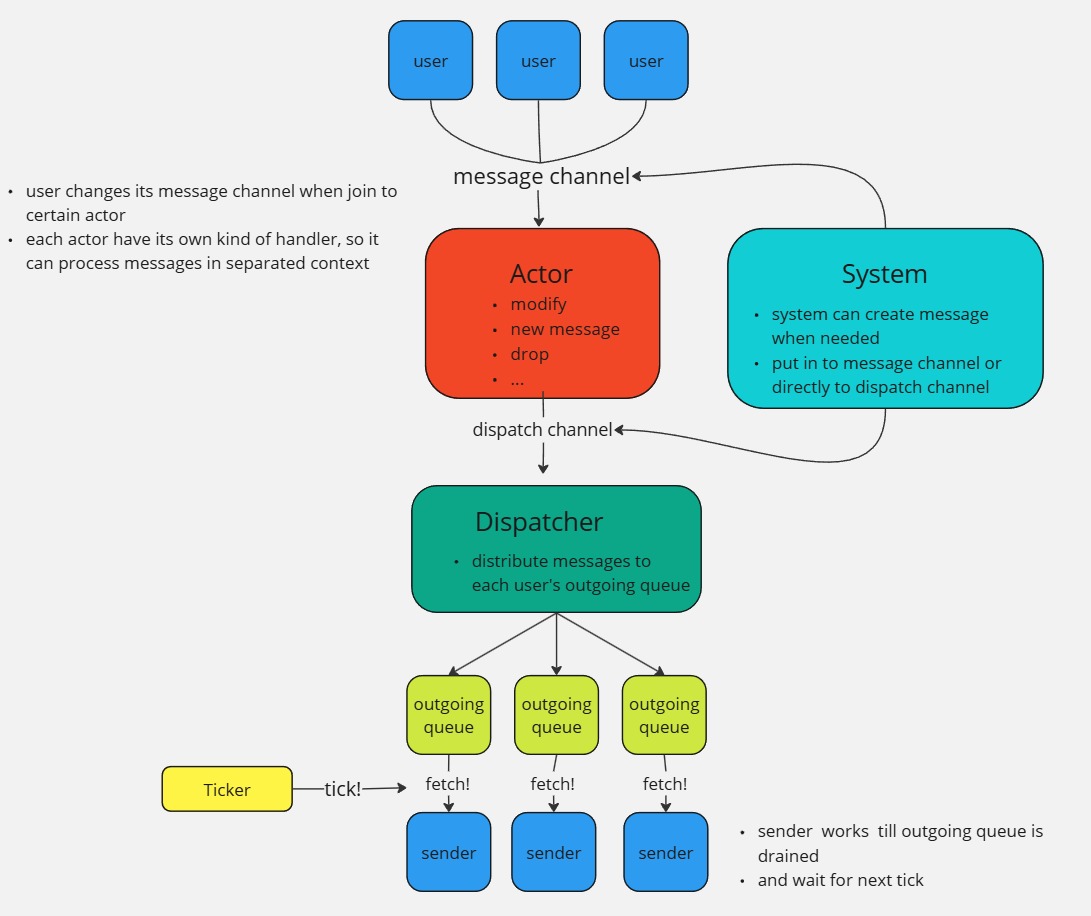 user
user
user
message channel
• user changes its message channel when join to
certain actor
• each actor have its own kind of handler, so it
can process messages in separated context
Actor
• modify
• new message
• drop
• ...
System
• system can create message
when needed
• put in to message channel or
directly to dispatch channel
dispatch channel
Dispatcher
• distribute messages to
each user's outgoing queue
outgoing
queue
outgoing
queue
outgoing
queue
Ticker
tick!
fetch!
fetch!
fetch!
sender
sender
sender
• sender works till outgoing queue is
drained
• and wait for next tick